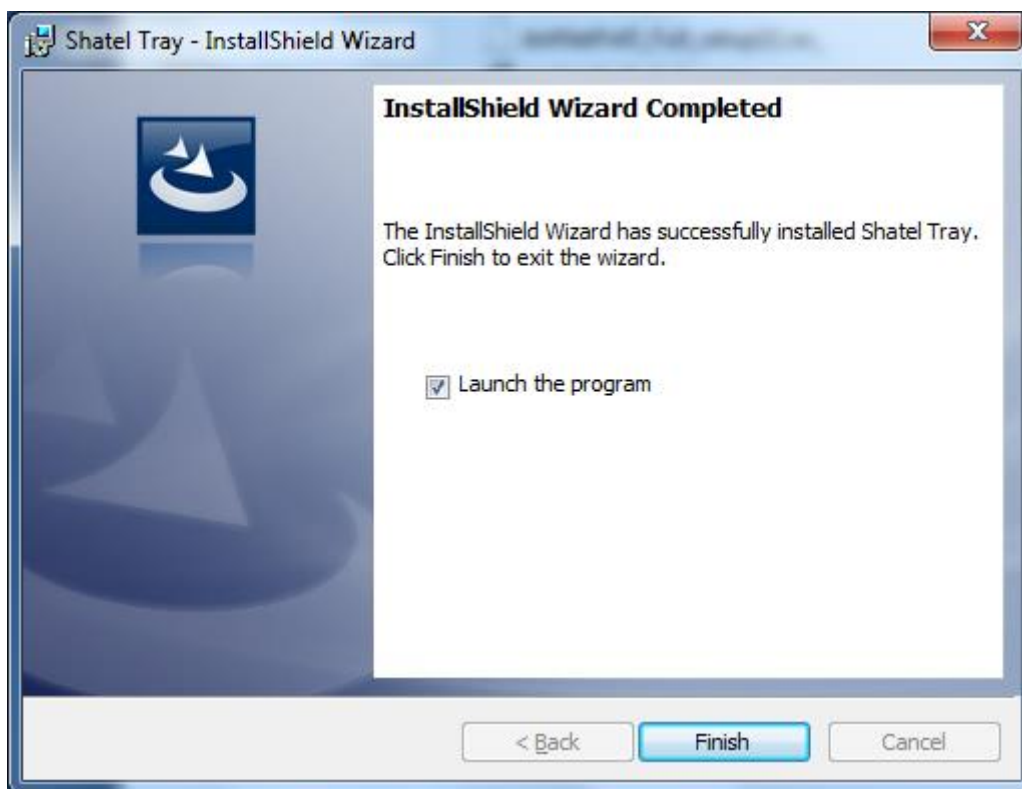 Shatel Tray - InstallShield Wizard
InstallShield Wizard Completed
The InstallShield Wizard has successfully installed Shatel Tray.
Click Finish to exit the wizard.
Launch the program
< Back
Finish
Cancel